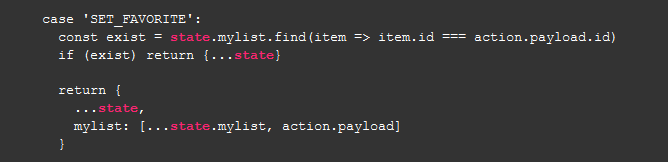 case 'SET_FAVORITE':
const exist = state.mylist.find(item => item.id === action.payload.id)
if (exist) return {...state}
return {
...state,
mylist: [...state.mylist, action.payload]
}